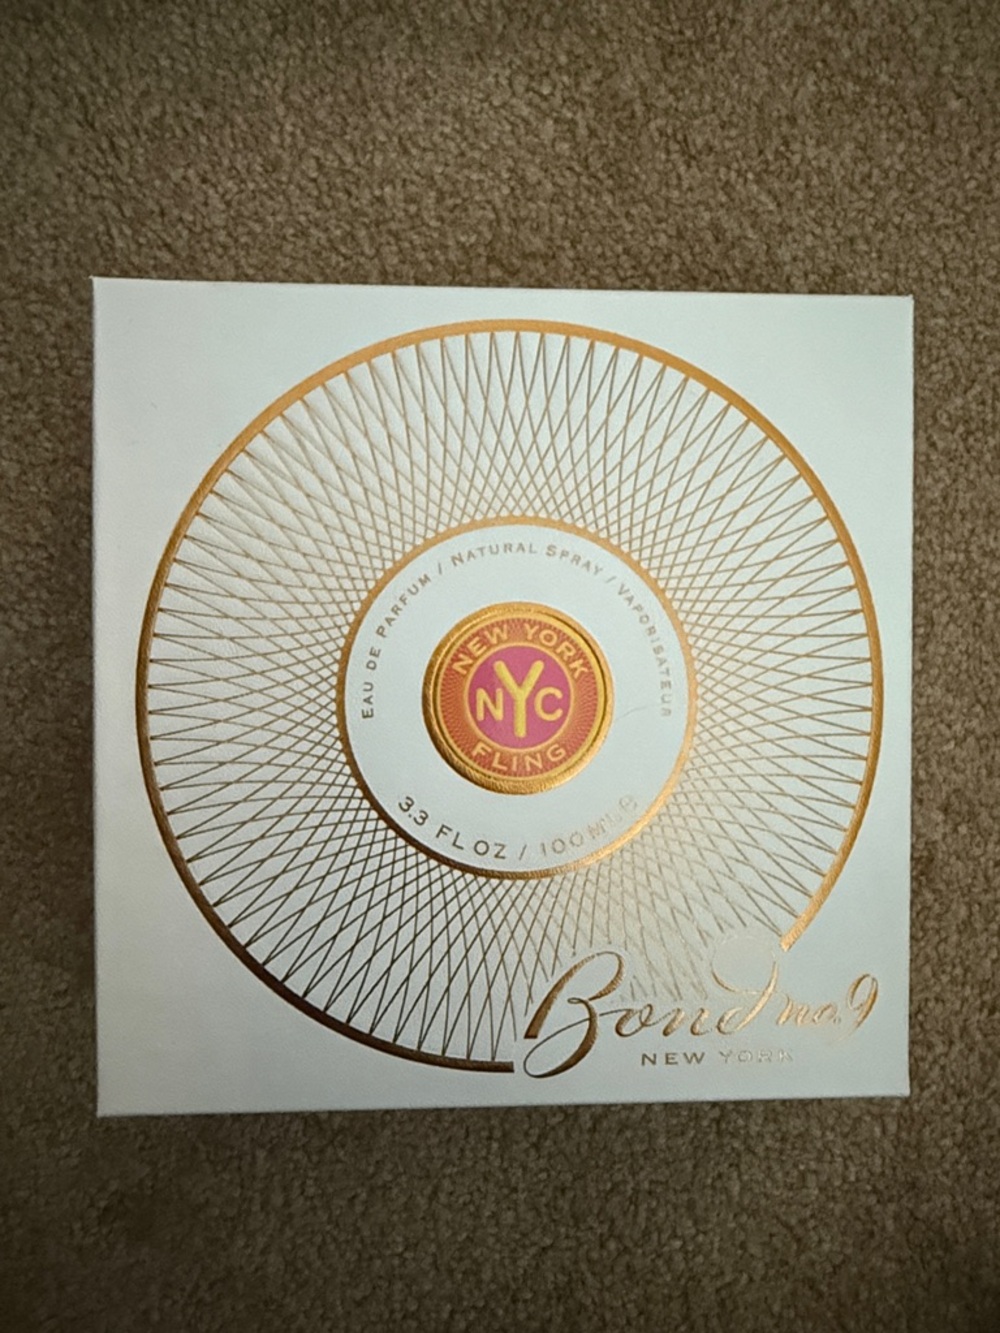 EAU DE PARFUM / NATURAL SPRAY / VAPORISATEUR
NEW YORK
NYC
FLING
3.3 FL OZ / 100 ML ℮
Bond no. 9
NEW YORK